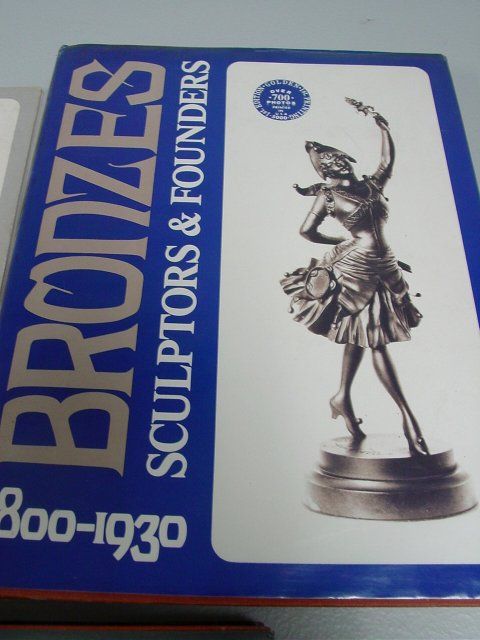 BRONZES
SCULPTORS & FOUNDERS
800-1930
OVER
·700·
PHOTOS